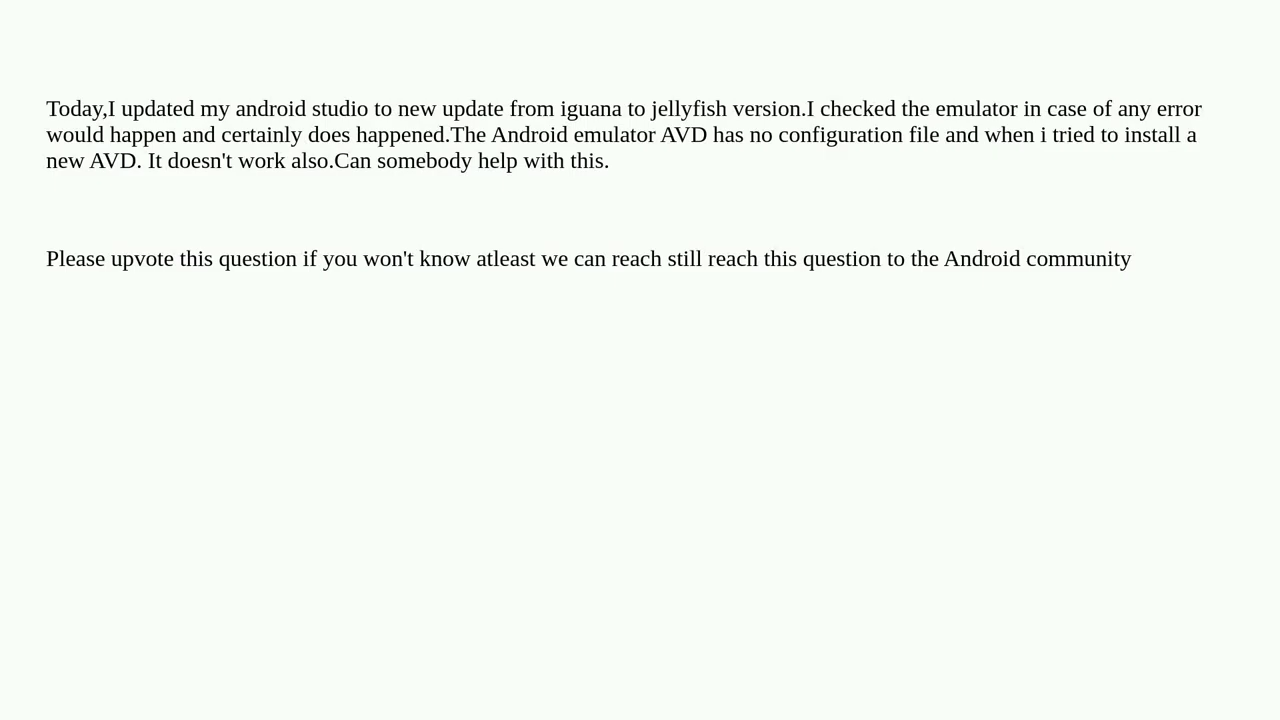 Today,I updated my android studio to new update from iguana to jellyfish version.I checked the emulator in case of any error
would happen and certainly does happened.The Android emulator AVD has no configuration file and when i tried to install a
new AVD. It doesn't work also.Can somebody help with this.
Please upvote this question if you won't know atleast we can reach still reach this question to the Android community